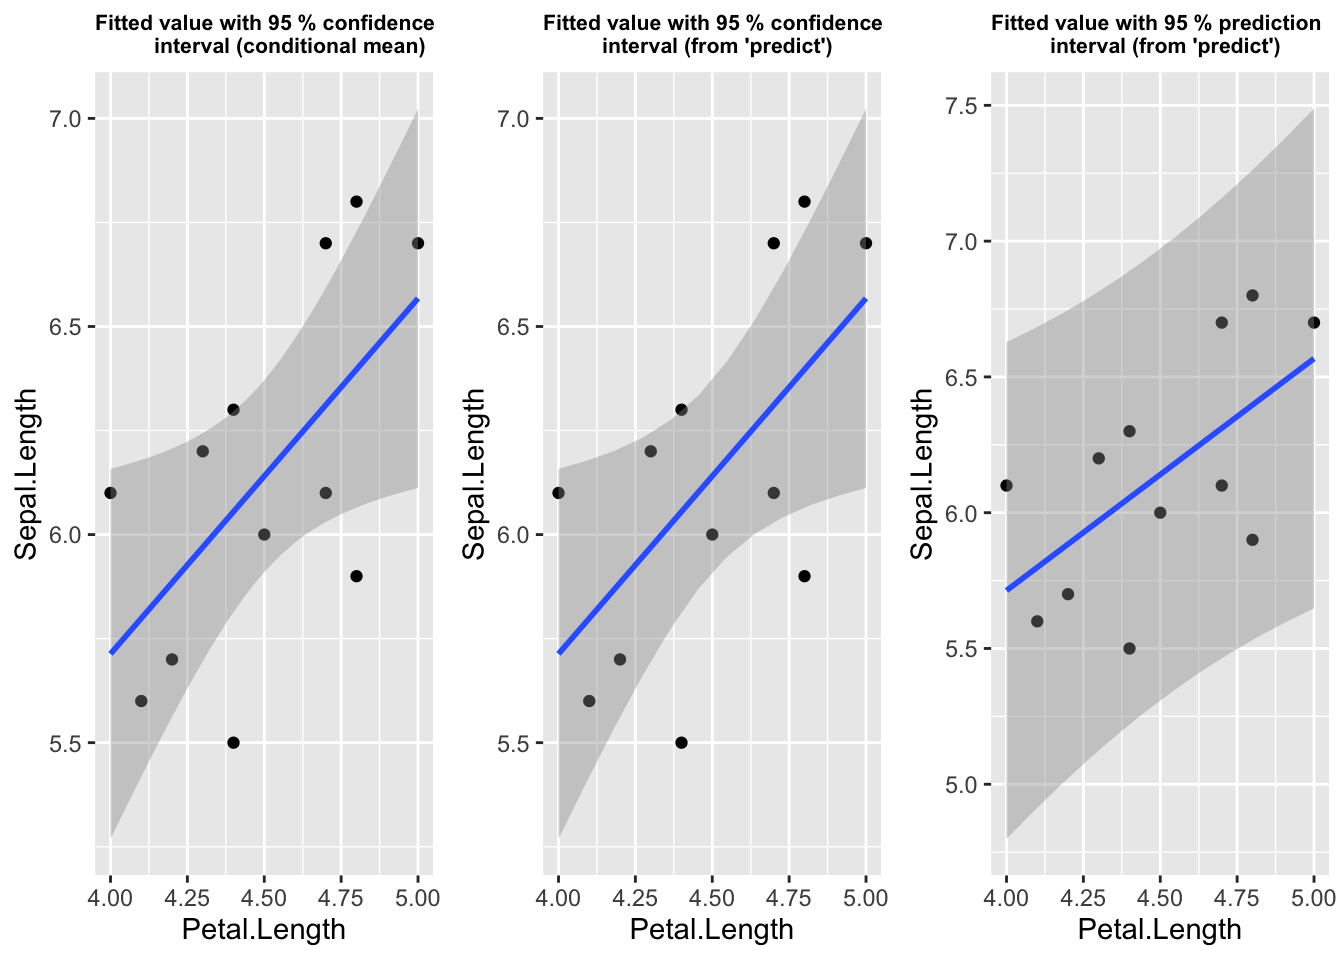 Fitted value with 95 % confidence
interval (conditional mean)
7.0
6.5
6.0
5.5
Sepal.Length
4.00 4.25 4.50 4.75 5.00
Petal.Length
Fitted value with 95 % confidence
interval (from 'predict')
7.0
6.5
6.0
5.5
Sepal.Length
4.00 4.25 4.50 4.75 5.00
Petal.Length
Fitted value with 95 % prediction
interval (from 'predict')
7.5
7.0
6.5
6.0
5.5
5.0
Sepal.Length
4.00 4.25 4.50 4.75 5.00
Petal.Length